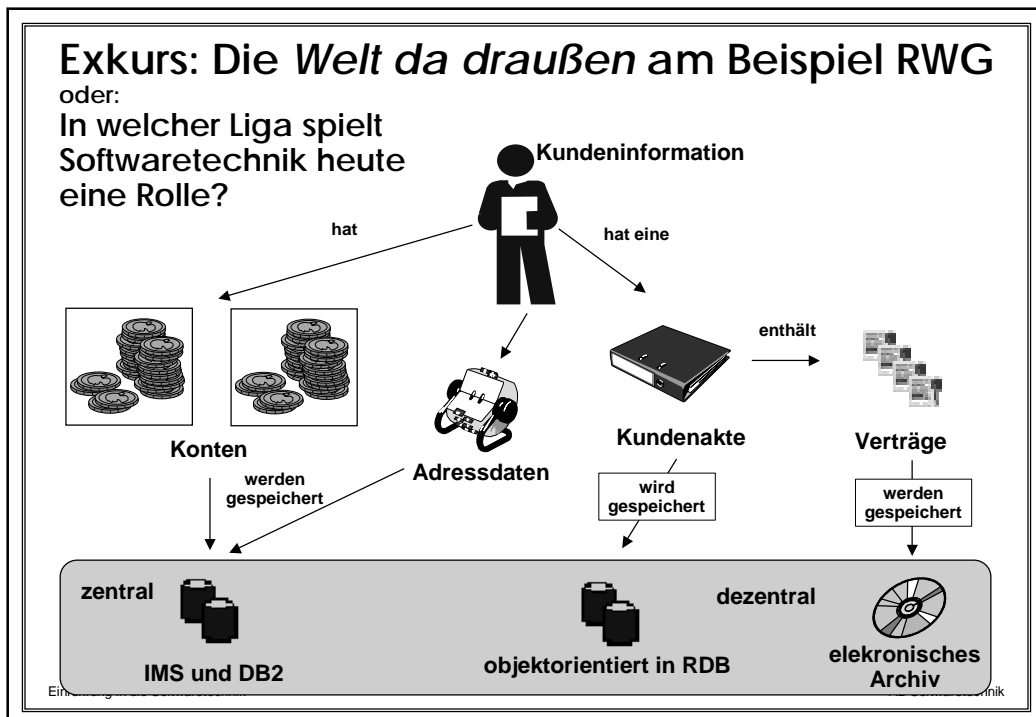 Exkurs: Die Welt da draußen am Beispiel RWG
oder:
In welcher Liga spielt
Softwaretechnik heute
eine Rolle?
Kundeninformation
hat
hat eine
enthält
Konten
Adressdaten
Kundenakte
Verträge
werden
gespeichert
wird
gespeichert
werden
gespeichert
zentral
dezentral
IMS und DB2
objektorientiert in RDB
elekronisches
Archiv